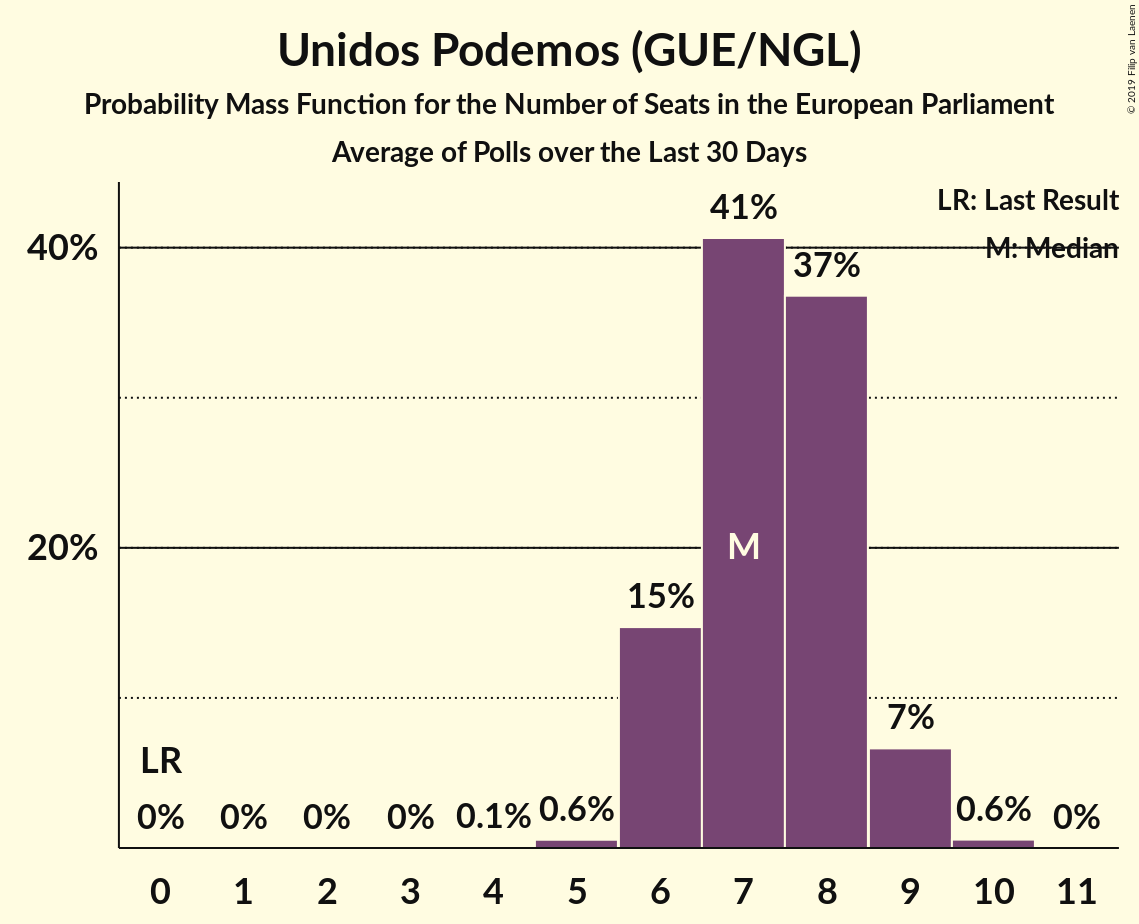 Unidos Podemos (GUE/NGL)
Probability Mass Function for the Number of Seats in the European Parliament
Average of Polls over the Last 30 Days
© 2019 Filip van Laenen
LR: Last Result
M: Median
41%
40%
37%
20%
M
15%
7%
LR
0% 0% 0% 0% 0.1% 0.6% 0.6% 0%
0 1 2 3 4 5 6 7 8 9 10 11